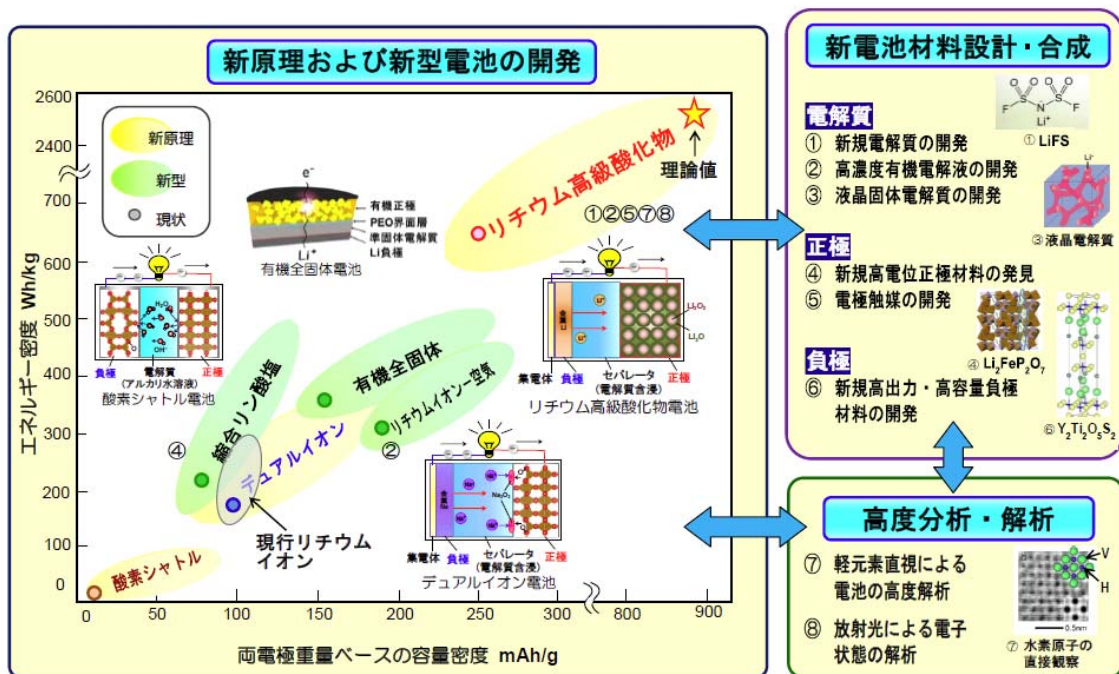 新原理および新型電池の開発
エネルギー密度 Wh/kg
2600
2400
700
600
500
400
300
200
100
0
0
50
100
150
200
250
300
800
900
両電極重量ベースの容量密度 mAh/g
新原理
新型
現状
e⁻
有機正極
PEO界面層
準固体電解質
Li負極
Li⁺
有機全固体電池
リチウム高級酸化物
理論値
①②⑤⑦⑧
H₂O
OH⁻
負極
電解質
(アルカリ水溶液)
正極
酸素シャトル電池
金属Li
Li⁺
Li₂O₂
Li₂O
集電体
負極
セパレータ
(電解質含浸)
正極
リチウム高級酸化物電池
④
縮合リン酸塩
有機全固体
リチウムイオン－空気
②
デュアルイオン
現行リチウム
イオン
酸素シャトル
金属Na
Na⁺
Na₂O₂
集電体
負極
セパレータ
(電解質含浸)
正極
デュアルイオン電池
新電池材料設計・合成
電解質
① 新規電解質の開発
② 高濃度有機電解液の開発
③ 液晶固体電解質の開発
O O O O
F S N S F
Li⁺
① LiFS
Li⁺
③ 液晶電解質
正極
④ 新規高電位正極材料の発見
⑤ 電極触媒の開発
④ Li₂FeP₂O₇
負極
⑥ 新規高出力・高容量負極
材料の開発
⑥ Y₂Ti₂O₅S₂
高度分析・解析
⑦ 軽元素直視による
電池の高度解析
⑧ 放射光による電子
状態の解析
V
H
0.5nm
⑦ 水素原子の
直接観察